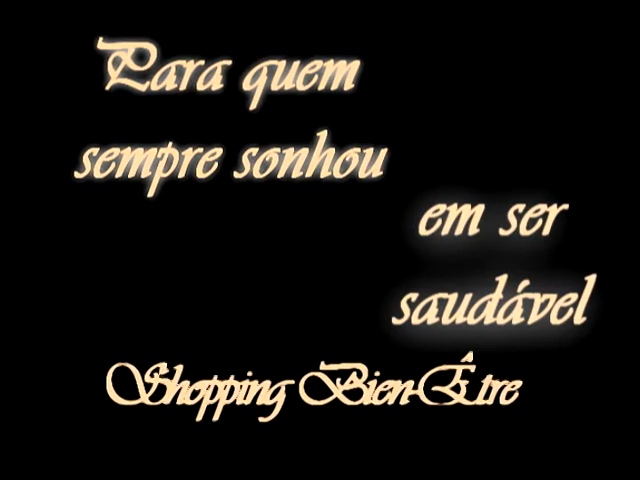 Para quem
sempre sonhou
em ser
saudável
Shopping Bien-Être